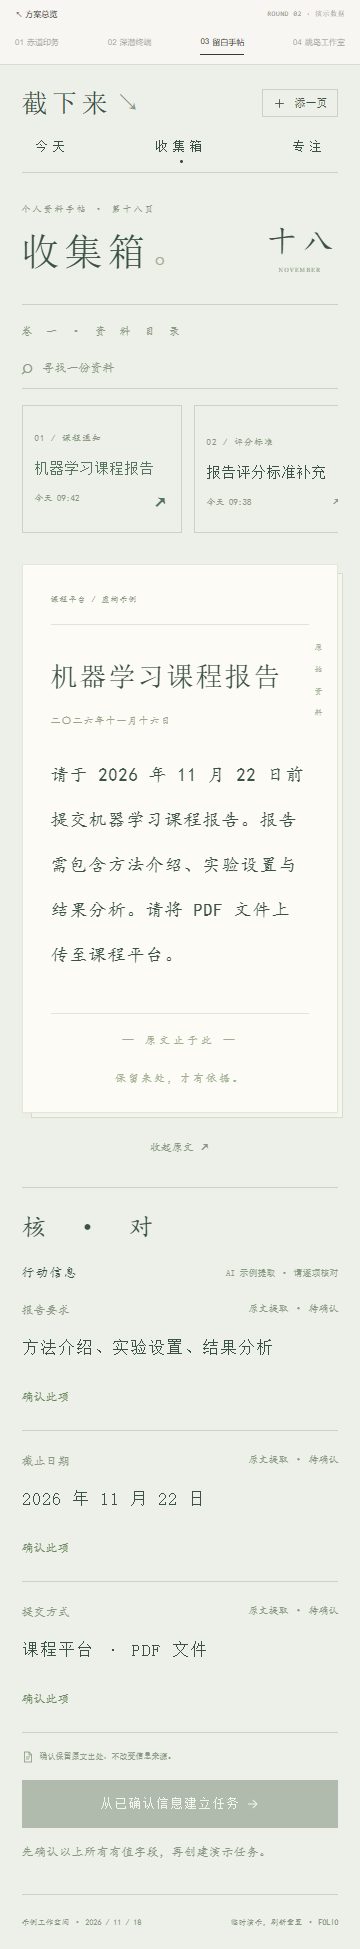 ↖ 方案总览
ROUND 02 · 演示数据
01 赤道印务
02 深潜终端
03 留白手帖
04 跳岛工作室
截下来 ↘
＋ 添一页
今天
收集箱
专注
个人资料手帖 · 第十八页
收集箱。
十八
NOVEMBER
卷一·资料目录
寻找一份资料
01 / 课程通知
机器学习课程报告
今天 09:42
↗
02 / 评分标准
报告评分标准补充
今天 09:38
课程平台 / 虚构示例
原始资料
机器学习课程报告
二〇二六年十一月十六日
请于 2026 年 11 月 22 日前
提交机器学习课程报告。报告
需包含方法介绍、实验设置与
结果分析。请将 PDF 文件上
传至课程平台。
— 原文止于此 —
保留来处，才有依据。
收起原文 ↗
核 · 对
行动信息
AI 示例提取 · 请逐项核对
报告要求
原文提取 · 待确认
方法介绍、实验设置、结果分析
确认此项
截止日期
原文提取 · 待确认
2026 年 11 月 22 日
确认此项
提交方式
原文提取 · 待确认
课程平台 · PDF 文件
确认此项
确认保留原文出处，不改变信息来源。
从已确认信息建立任务 →
先确认以上所有有值字段，再创建演示任务。
示例工作空间 · 2026 / 11 / 18
临时演示，刷新重置 · FOLIO